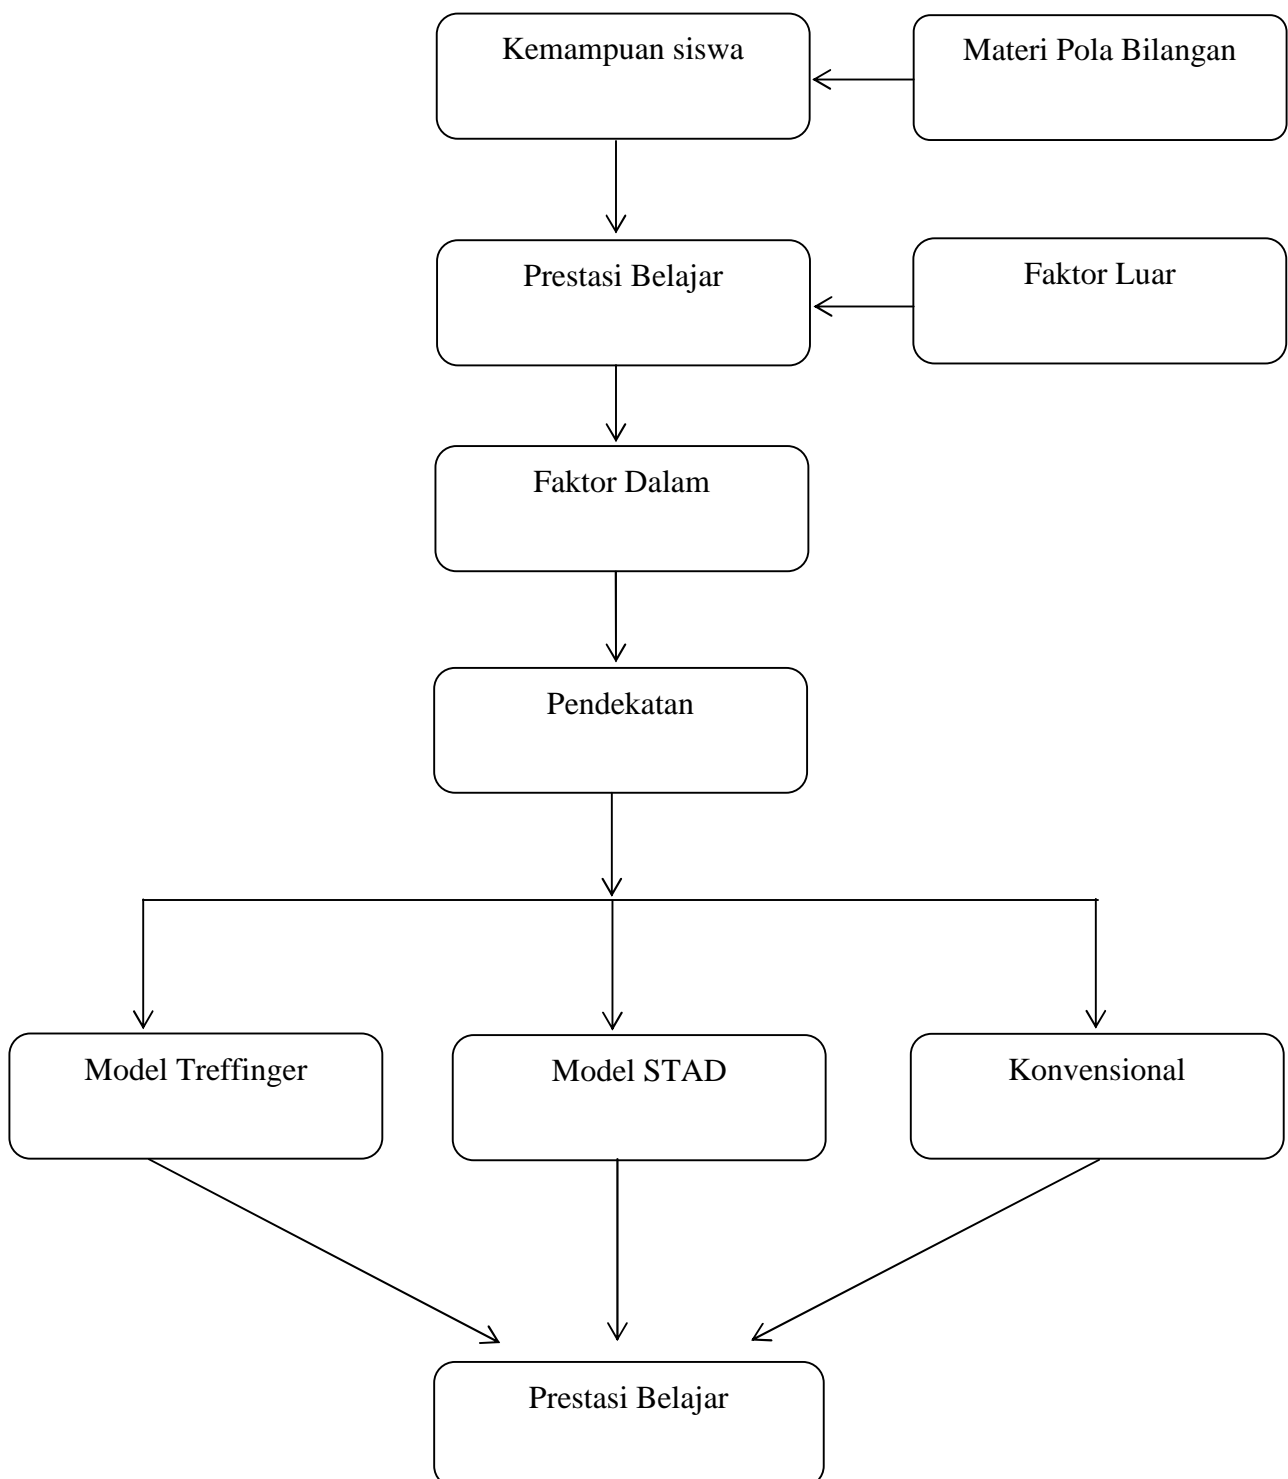 Kemampuan siswa
Materi Pola Bilangan
Prestasi Belajar
Faktor Luar
Faktor Dalam
Pendekatan
Model Treffinger
Model STAD
Konvensional
Prestasi Belajar